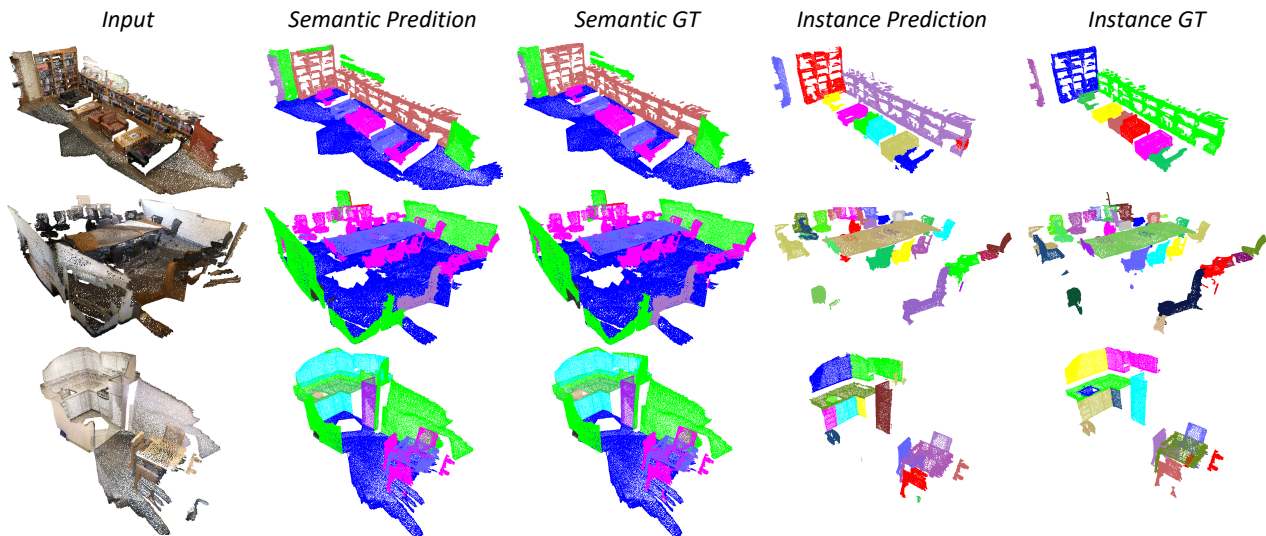 Input
Semantic Predition
Semantic GT
Instance Prediction
Instance GT